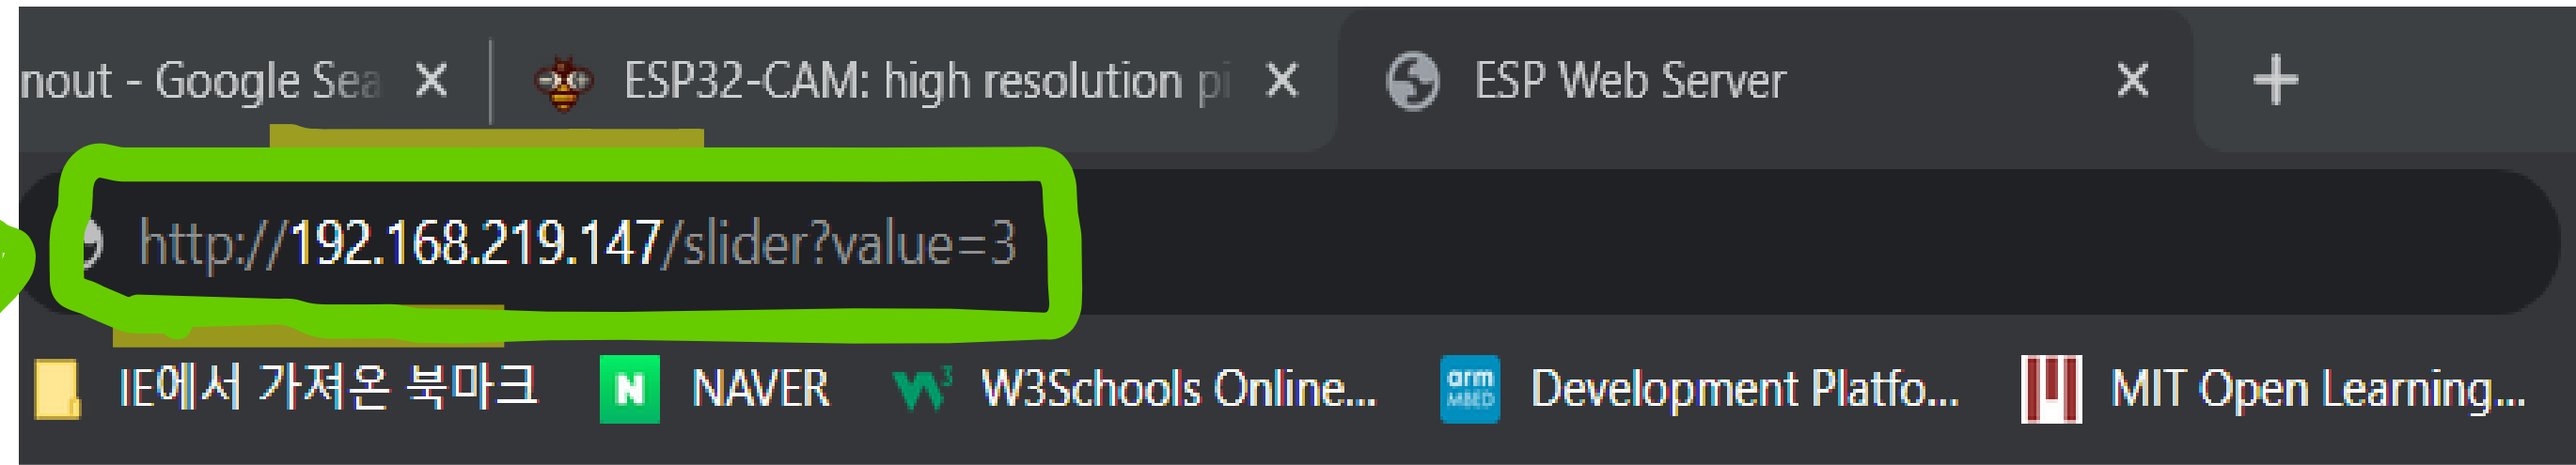 nout - Google Sea
ESP32-CAM: high resolution pi
ESP Web Server
http://192.168.219.147/slider?value=3
IE에서 가져온 북마크
N NAVER
W3 W3Schools Online...
arm MBED Development Platfo...
MIT Open Learning...